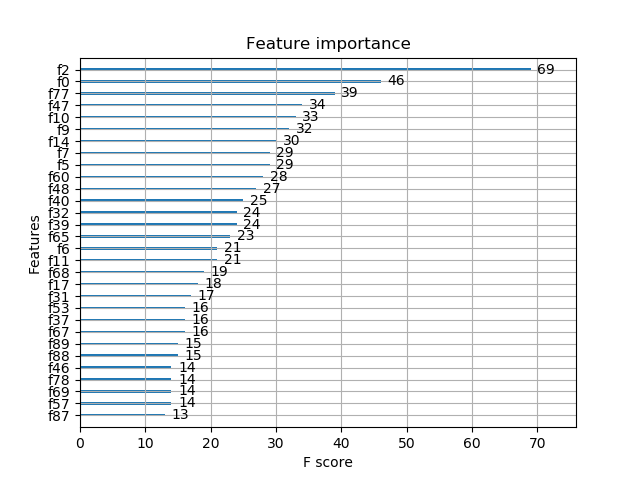 Feature importance
f2 69
f0 46
f77 39
f47 34
f10 33
f9 32
f14 30
f7 29
f5 29
f60 28
f48 27
f40 25
f32 24
f39 24
f65 23
f6 21
f11 21
f68 19
f17 18
f31 17
f53 16
f37 16
f67 16
f89 15
f88 15
f46 14
f78 14
f69 14
f57 14
f87 13
Features
0 10 20 30 40 50 60 70
F score